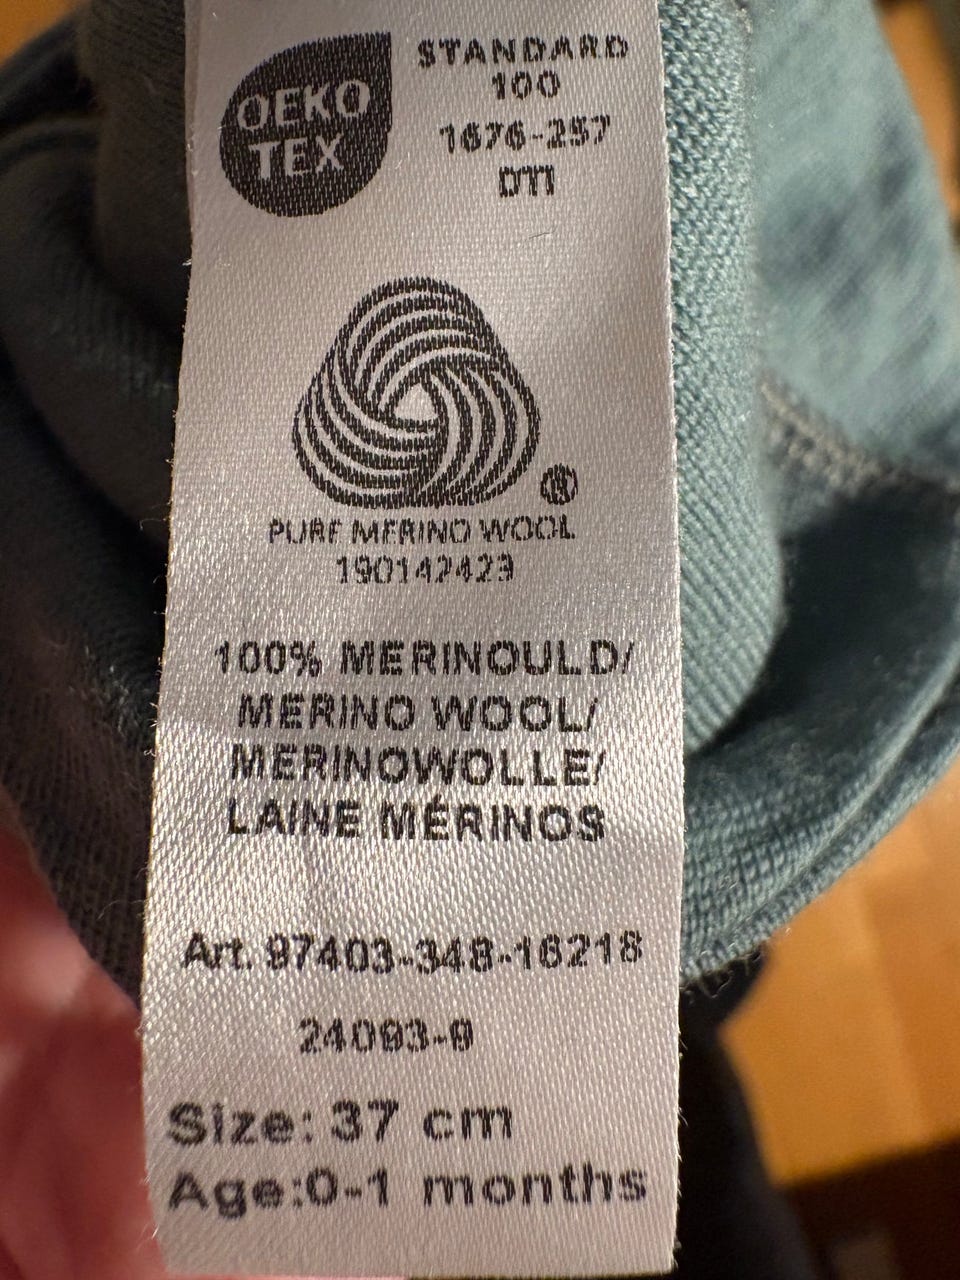 OEKO
TEX
STANDARD
100
1676-257
DTI
®
PURE MERINO WOOL
190142423
100% MERINOULD/
MERINO WOOL/
MERINOWOLLE/
LAINE MÉRINOS
Art. 97403-348-16218
24093-9
Size: 37 cm
Age:0-1 months